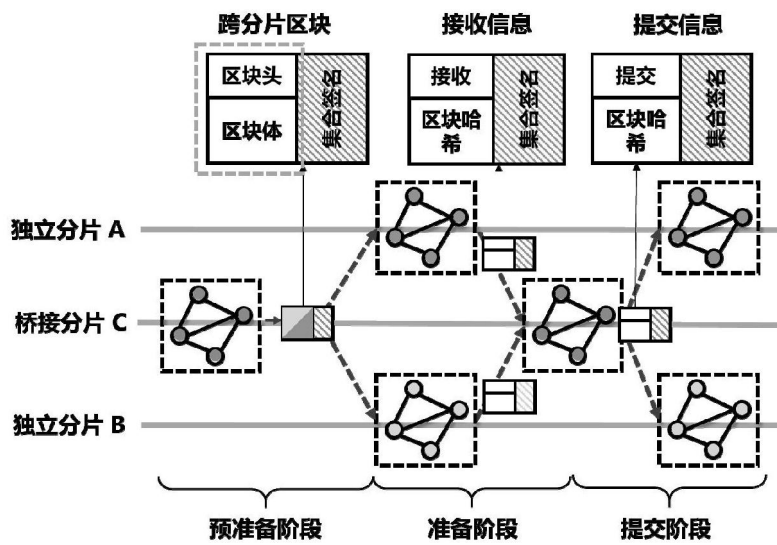 跨分片区块
接收信息
提交信息
区块头
区块体
集合签名
接收
区块哈
希
集合签名
提交
区块哈
希
集合签名
独立分片 A
桥接分片 C
独立分片 B
预准备阶段
准备阶段
提交阶段